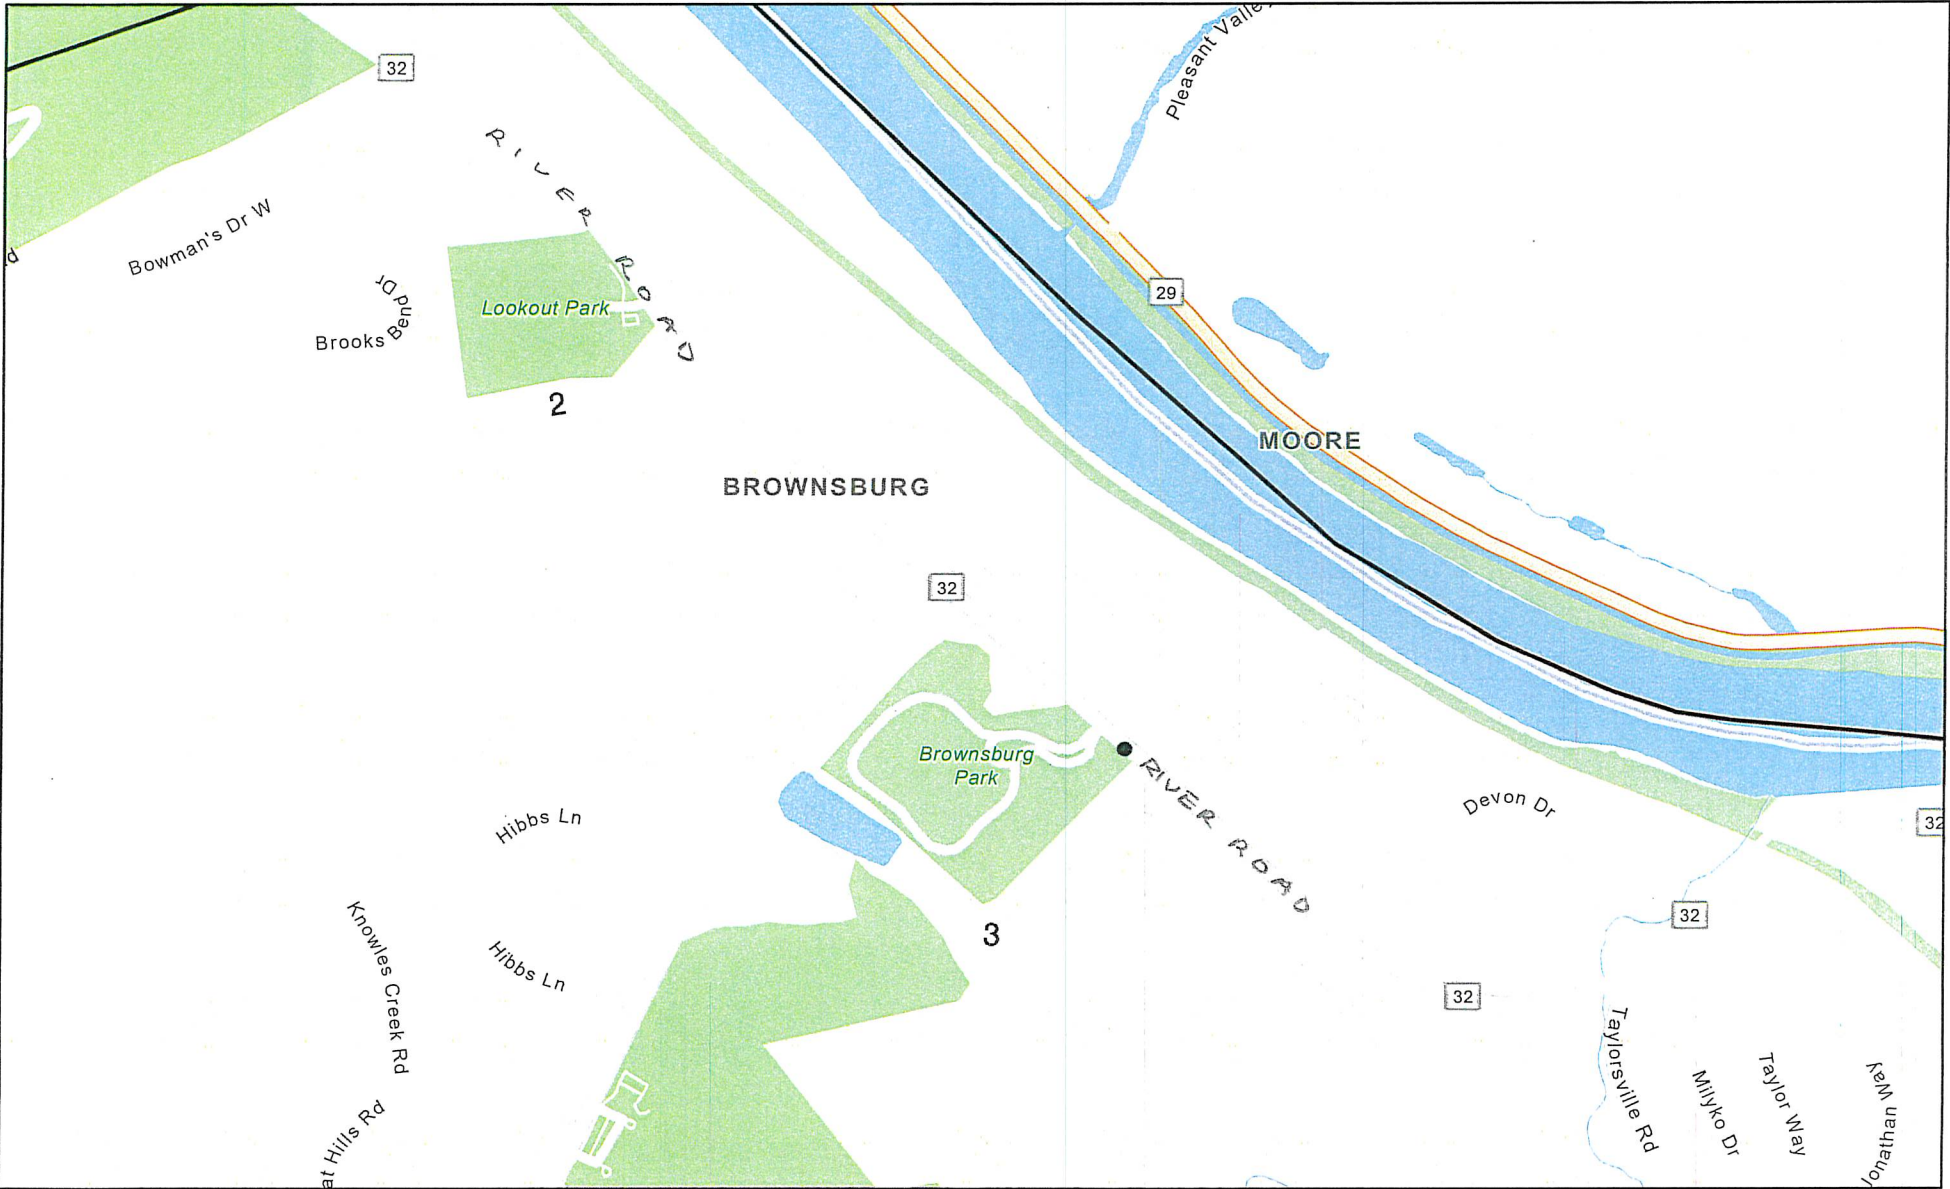 Pleasant Valley
32
RIVER ROAD
Bowman's Dr W
29
Lookout Park
Brooks Bend Dr
2
MOORE
BROWNSBURG
32
Brownsburg
Park
RIVER ROAD
Devon Dr
32
Hibbs Ln
32
3
Knowles Creek Rd
Hibbs Ln
32
Taylorsville Rd
Milyko Dr
Taylor Way
Jonathan Way
at Hills Rd